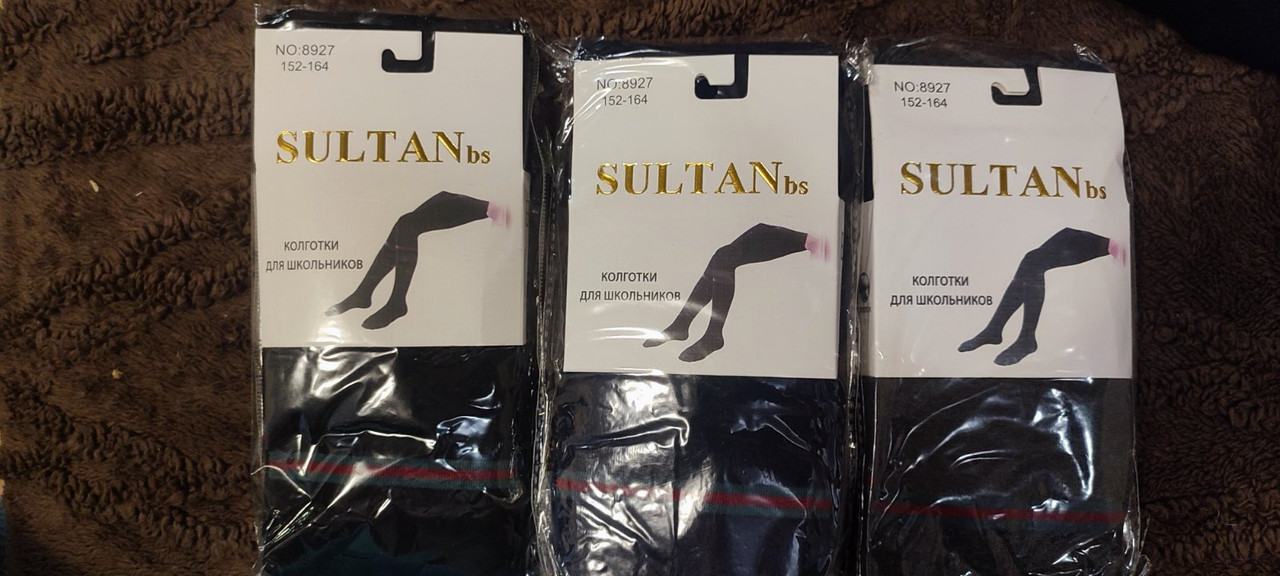 NO:8927
152-164
SULTANbs
КОЛГОТКИ
ДЛЯ ШКОЛЬНИКОВ
NO:8927
152-164
SULTANbs
КОЛГОТКИ
ДЛЯ ШКОЛЬНИКОВ
NO:8927
152-164
SULTANbs
КОЛГОТКИ
ДЛЯ ШКОЛЬНИКОВ